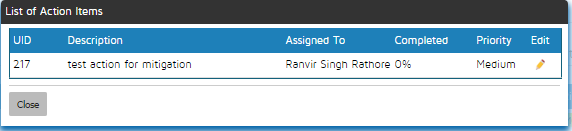 List of Action Items
UID Description Assigned To Completed Priority Edit
217 test action for mitigation Ranvir Singh Rathore 0% Medium
Close